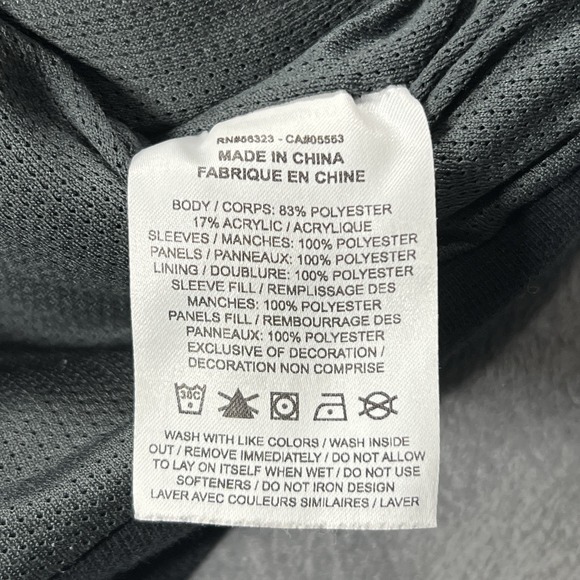 RN#56323 - CA#05553
MADE IN CHINA
FABRIQUE EN CHINE
BODY / CORPS: 83% POLYESTER
17% ACRYLIC / ACRYLIQUE
SLEEVES / MANCHES: 100% POLYESTER
PANELS / PANNEAUX: 100% POLYESTER
LINING / DOUBLURE: 100% POLYESTER
SLEEVE FILL / REMPLISSAGE DES
MANCHES: 100% POLYESTER
PANELS FILL / REMBOURRAGE DES
PANNEAUX: 100% POLYESTER
EXCLUSIVE OF DECORATION /
DECORATION NON COMPRISE
30C
WASH WITH LIKE COLORS / WASH INSIDE
OUT / REMOVE IMMEDIATELY / DO NOT ALLOW
TO LAY ON ITSELF WHEN WET / DO NOT USE
SOFTENERS / DO NOT IRON DESIGN
LAVER AVEC COULEURS SIMILAIRES / LAVER